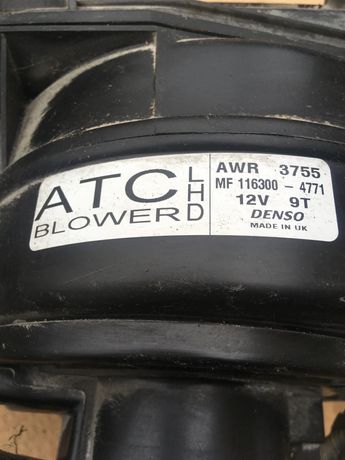 ATC
BLOWER
LHD
AWR 3755
MF 116300 - 4771
12V 9T
DENSO
MADE IN UK